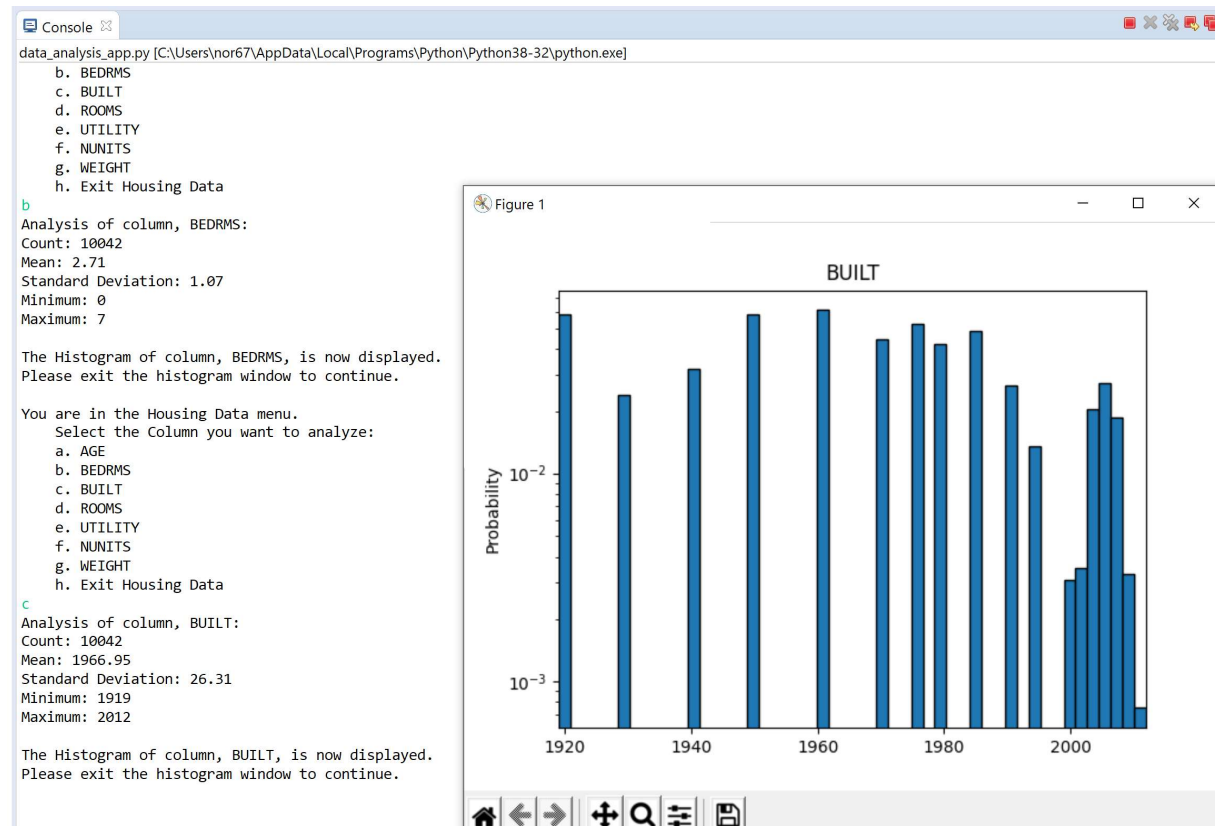 Console
data_analysis_app.py [C:\Users\nor67\AppData\Local\Programs\Python\Python38-32\python.exe]
b. BEDRMS
c. BUILT
d. ROOMS
e. UTILITY
f. NUNITS
g. WEIGHT
h. Exit Housing Data
b
Analysis of column, BEDRMS:
Count: 10042
Mean: 2.71
Standard Deviation: 1.07
Minimum: 0
Maximum: 7
The Histogram of column, BEDRMS, is now displayed.
Please exit the histogram window to continue.
You are in the Housing Data menu.
Select the Column you want to analyze:
a. AGE
b. BEDRMS
c. BUILT
d. ROOMS
e. UTILITY
f. NUNITS
g. WEIGHT
h. Exit Housing Data
c
Analysis of column, BUILT:
Count: 10042
Mean: 1966.95
Standard Deviation: 26.31
Minimum: 1919
Maximum: 2012
The Histogram of column, BUILT, is now displayed.
Please exit the histogram window to continue.
Figure 1
BUILT
Probability
10⁻²
10⁻³
1920 1940 1960 1980 2000